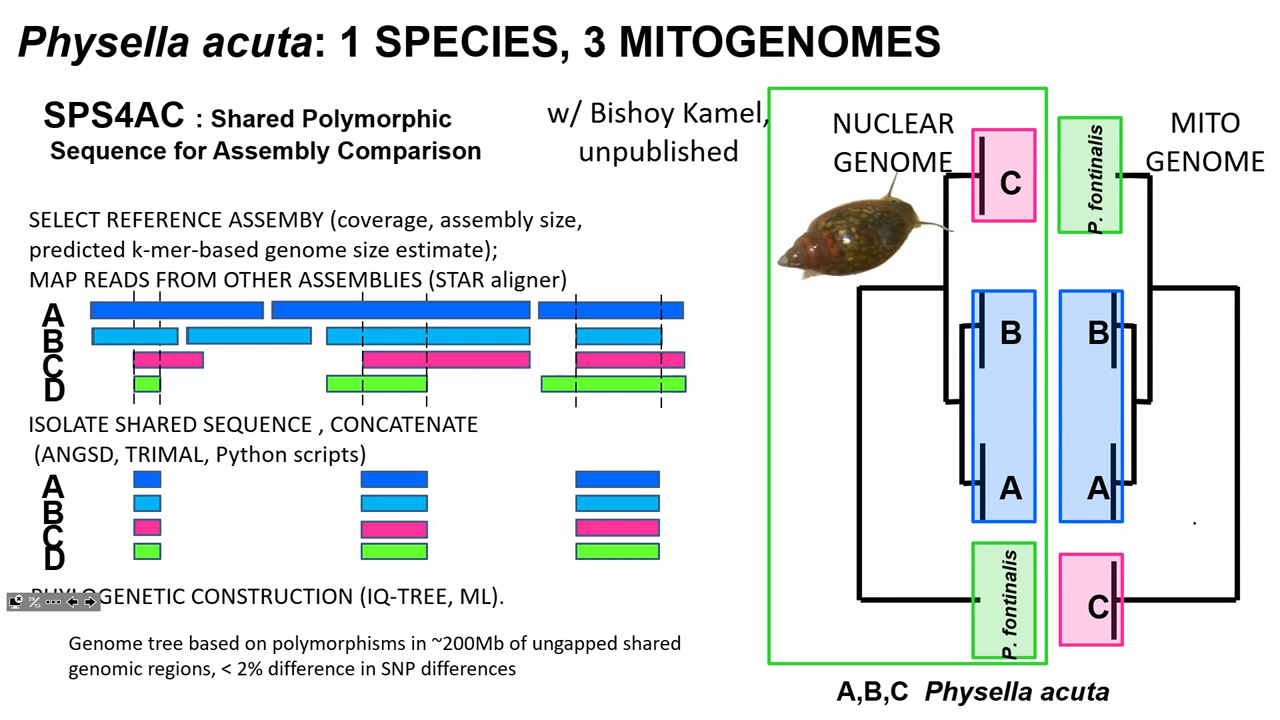 Physella acuta: 1 SPECIES, 3 MITOGENOMES
SPS4AC : Shared Polymorphic
Sequence for Assembly Comparison
w/ Bishoy Kamel,
unpublished
SELECT REFERENCE ASSEMBY (coverage, assembly size,
predicted k-mer-based genome size estimate);
MAP READS FROM OTHER ASSEMBLIES (STAR aligner)
A
B
C
D
ISOLATE SHARED SEQUENCE , CONCATENATE
(ANGSD, TRIMAL, Python scripts)
A
B
C
D
PHYLOGENETIC CONSTRUCTION (IQ-TREE, ML).
Genome tree based on polymorphisms in ~200Mb of ungapped shared
genomic regions, < 2% difference in SNP differences
NUCLEAR
GENOME
C
B
A
P. fontinalis
MITO
GENOME
P. fontinalis
B
A
C
A,B,C Physella acuta